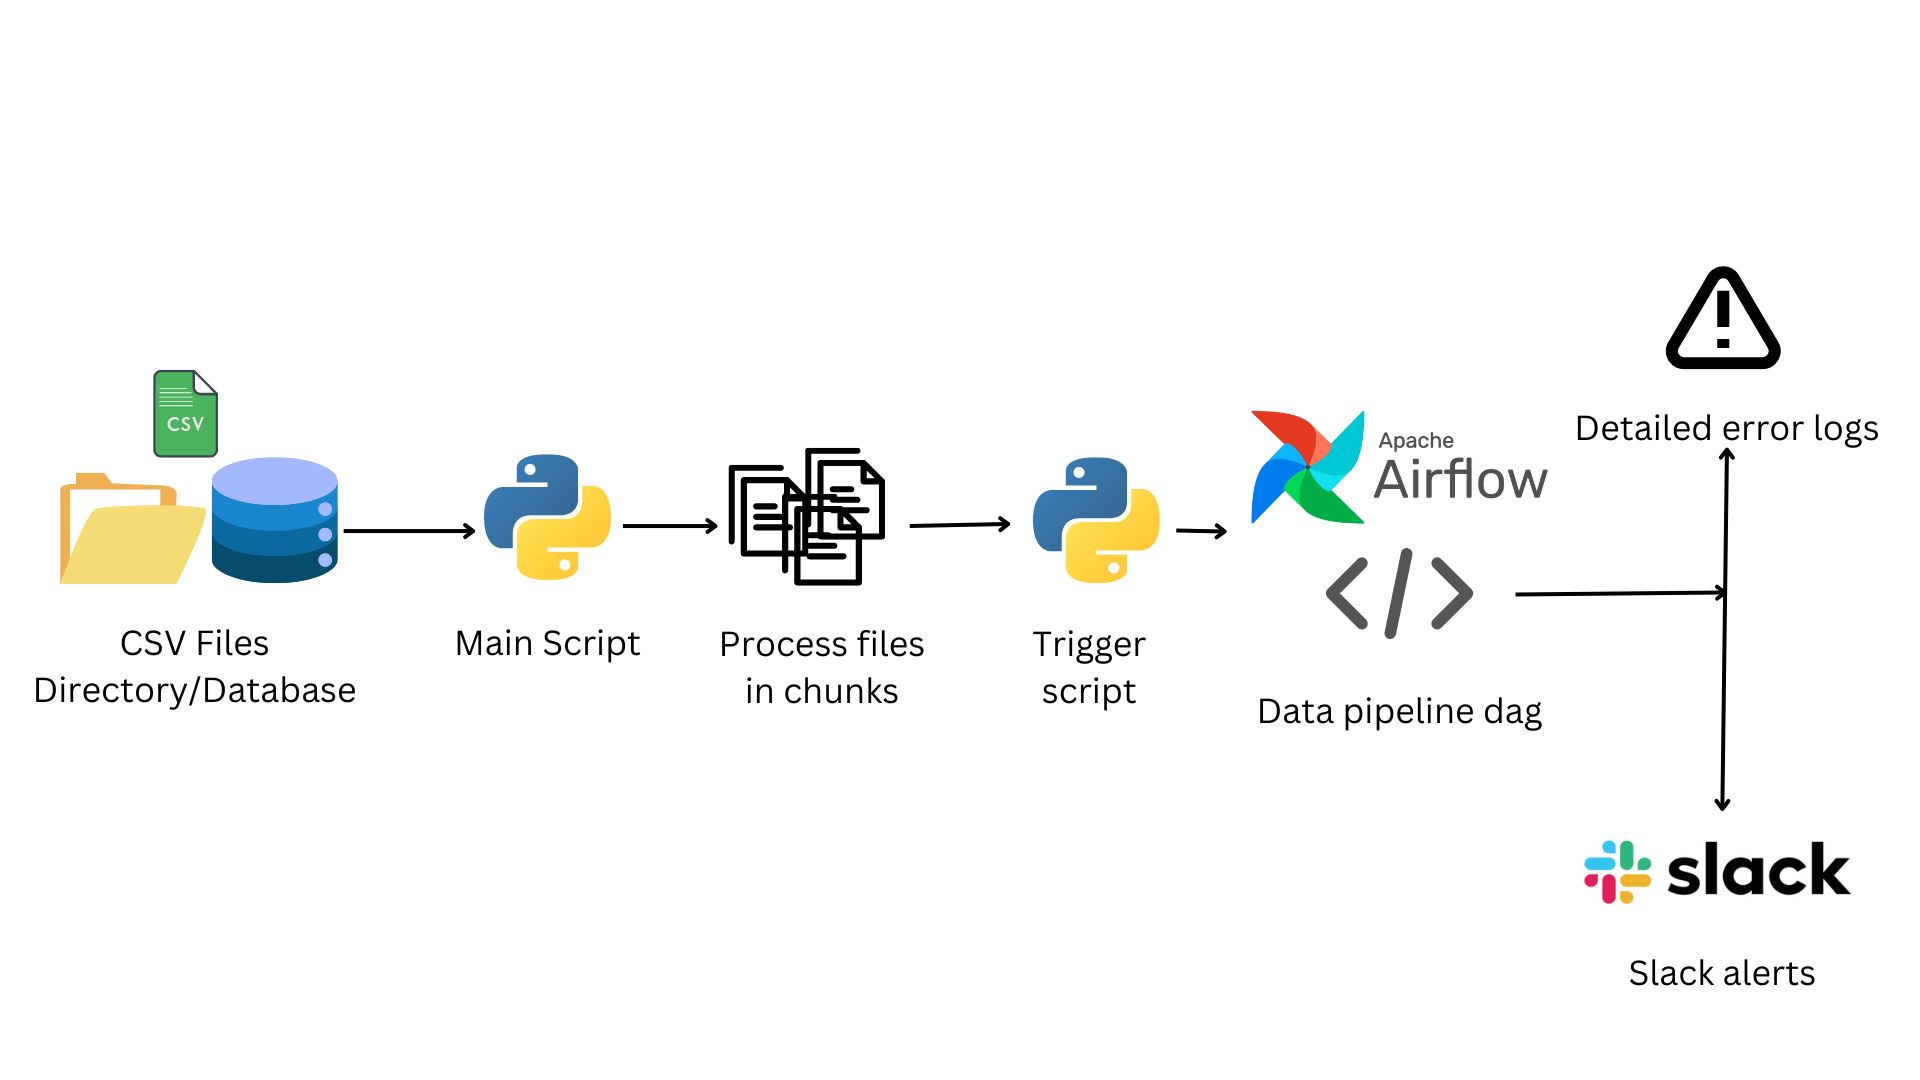 CSV
CSV Files
Directory/Database
Main Script
Process files
in chunks
Trigger
script
Apache
Airflow
Data pipeline dag
Detailed error logs
slack
Slack alerts